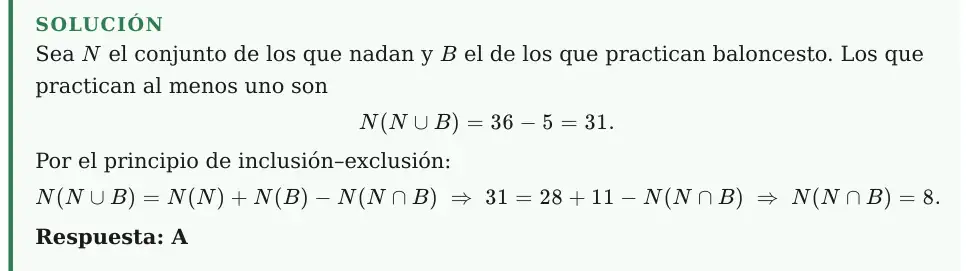 SOLUCIÓN
Sea N el conjunto de los que nadan y B el de los que practican baloncesto. Los que
practican al menos uno son
N(N ∪ B) = 36 − 5 = 31.
Por el principio de inclusión–exclusión:
N(N ∪ B) = N(N) + N(B) − N(N ∩ B) ⇒ 31 = 28 + 11 − N(N ∩ B) ⇒ N(N ∩ B) = 8.
Respuesta: A